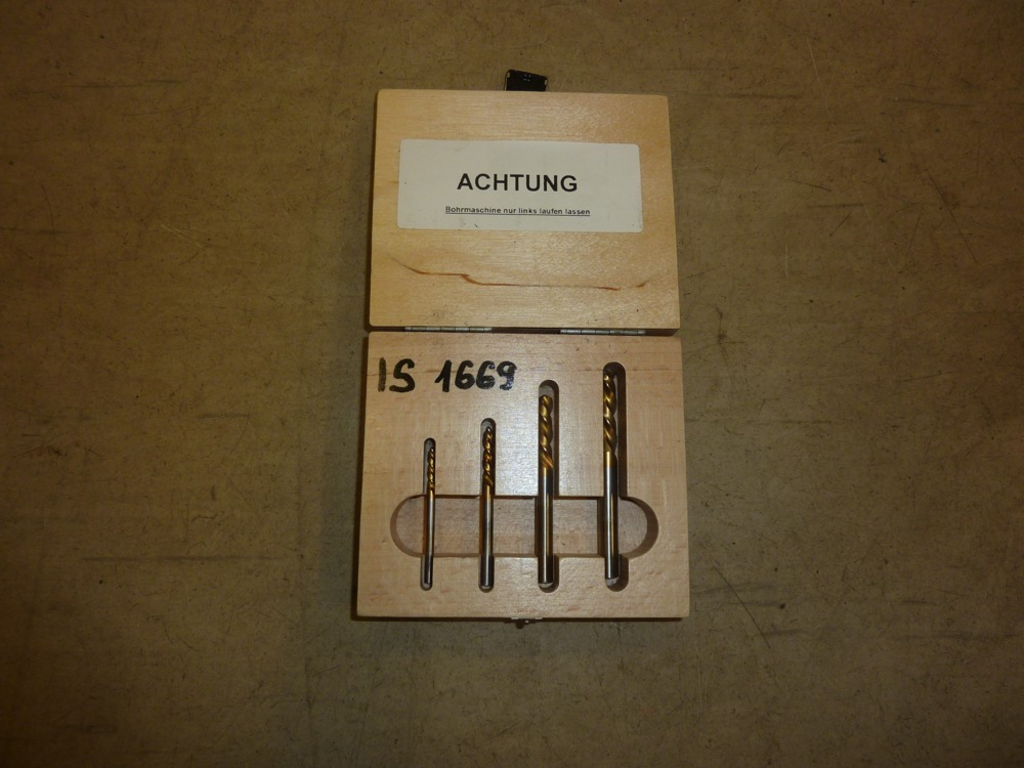 ACHTUNG
Bohrmaschine nur links laufen lassen
IS 1669